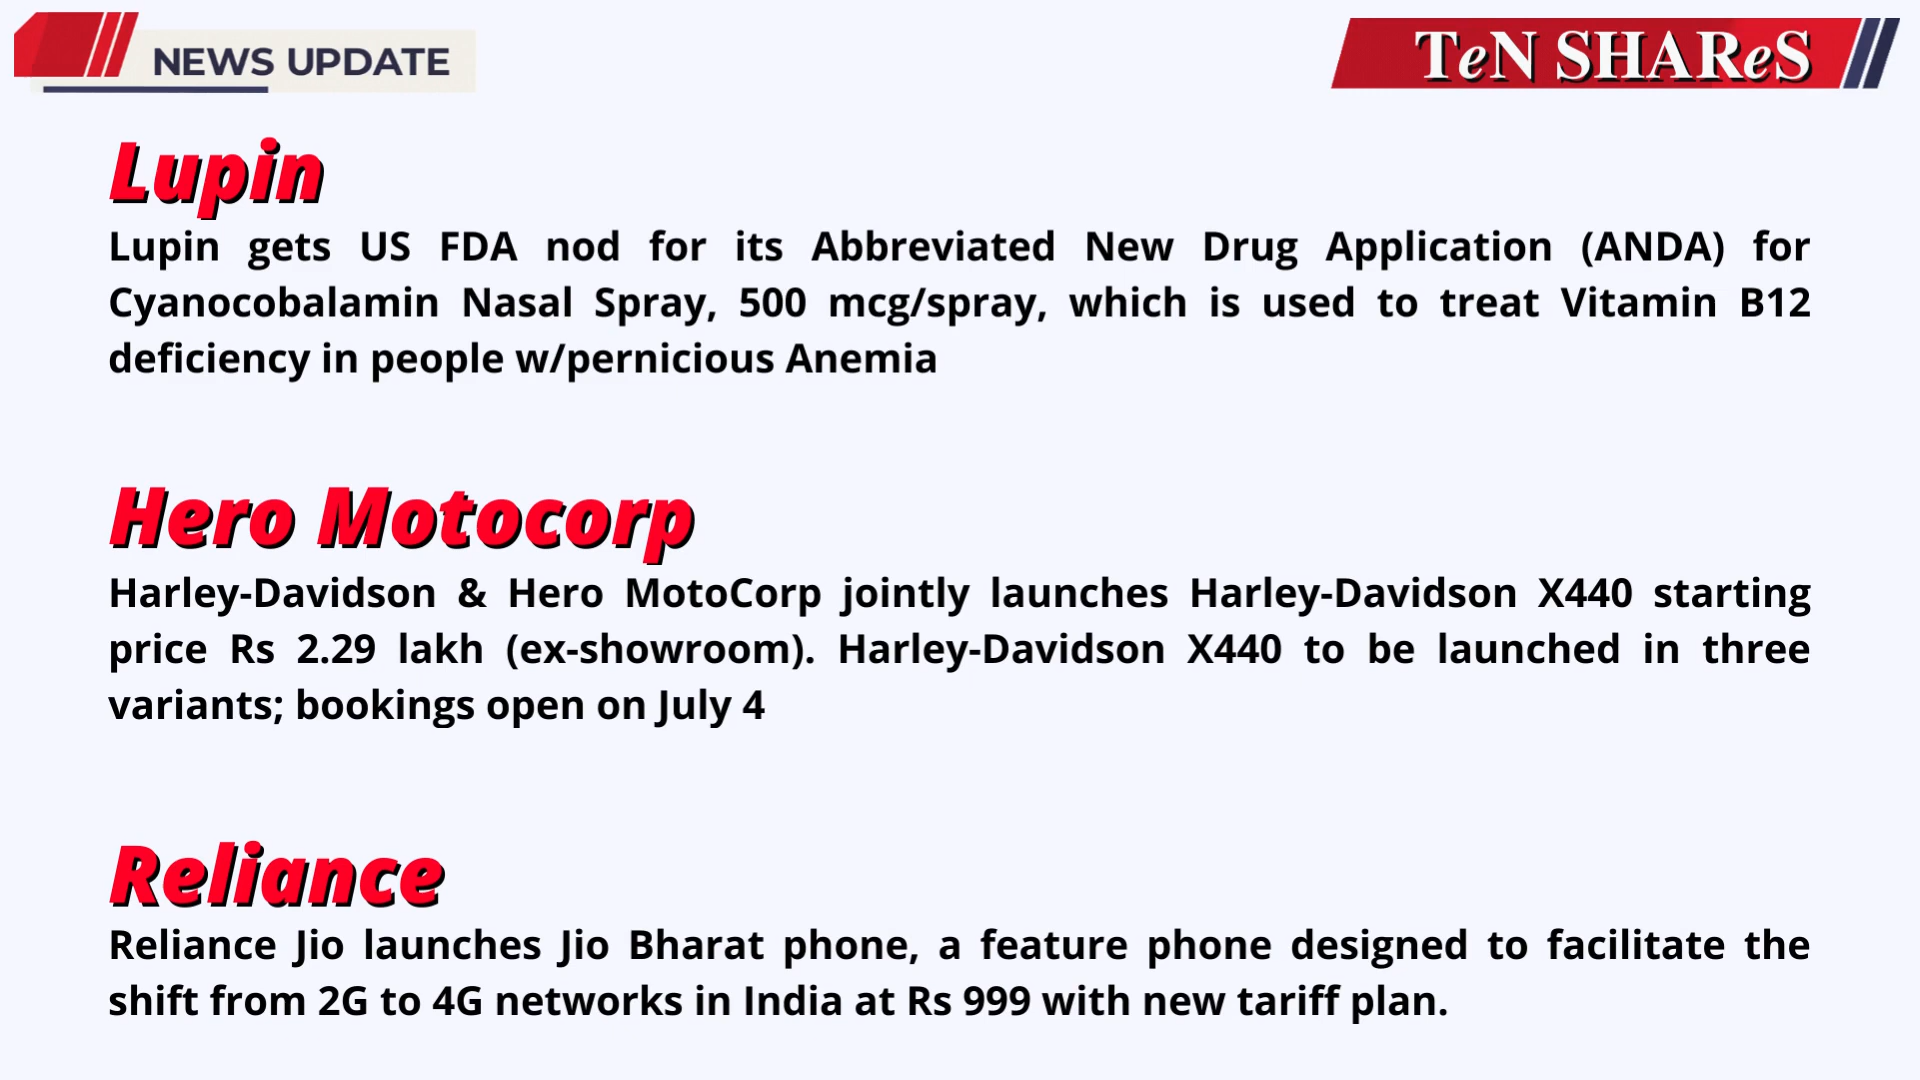 NEWS UPDATE
TeN SHAReS
Lupin
Lupin gets US FDA nod for its Abbreviated New Drug Application (ANDA) for
Cyanocobalamin Nasal Spray, 500 mcg/spray, which is used to treat Vitamin B12
deficiency in people w/pernicious Anemia
Hero Motocorp
Harley-Davidson & Hero MotoCorp jointly launches Harley-Davidson X440 starting
price Rs 2.29 lakh (ex-showroom). Harley-Davidson X440 to be launched in three
variants; bookings open on July 4
Reliance
Reliance Jio launches Jio Bharat phone, a feature phone designed to facilitate the
shift from 2G to 4G networks in India at Rs 999 with new tariff plan.